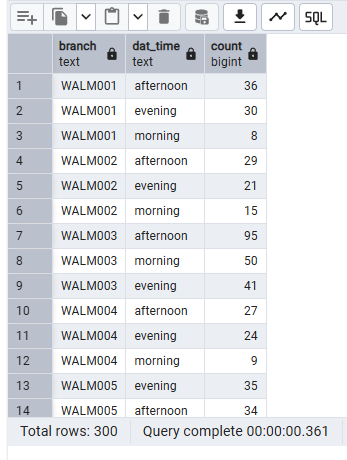 SQL
branch dat_time count
text text bigint
1 WALM001 afternoon 36
2 WALM001 evening 30
3 WALM001 morning 8
4 WALM002 afternoon 29
5 WALM002 evening 21
6 WALM002 morning 15
7 WALM003 afternoon 95
8 WALM003 morning 50
9 WALM003 evening 41
10 WALM004 afternoon 27
11 WALM004 evening 24
12 WALM004 morning 9
13 WALM005 evening 35
14 WALM005 afternoon 34
Total rows: 300 Query complete 00:00:00.361